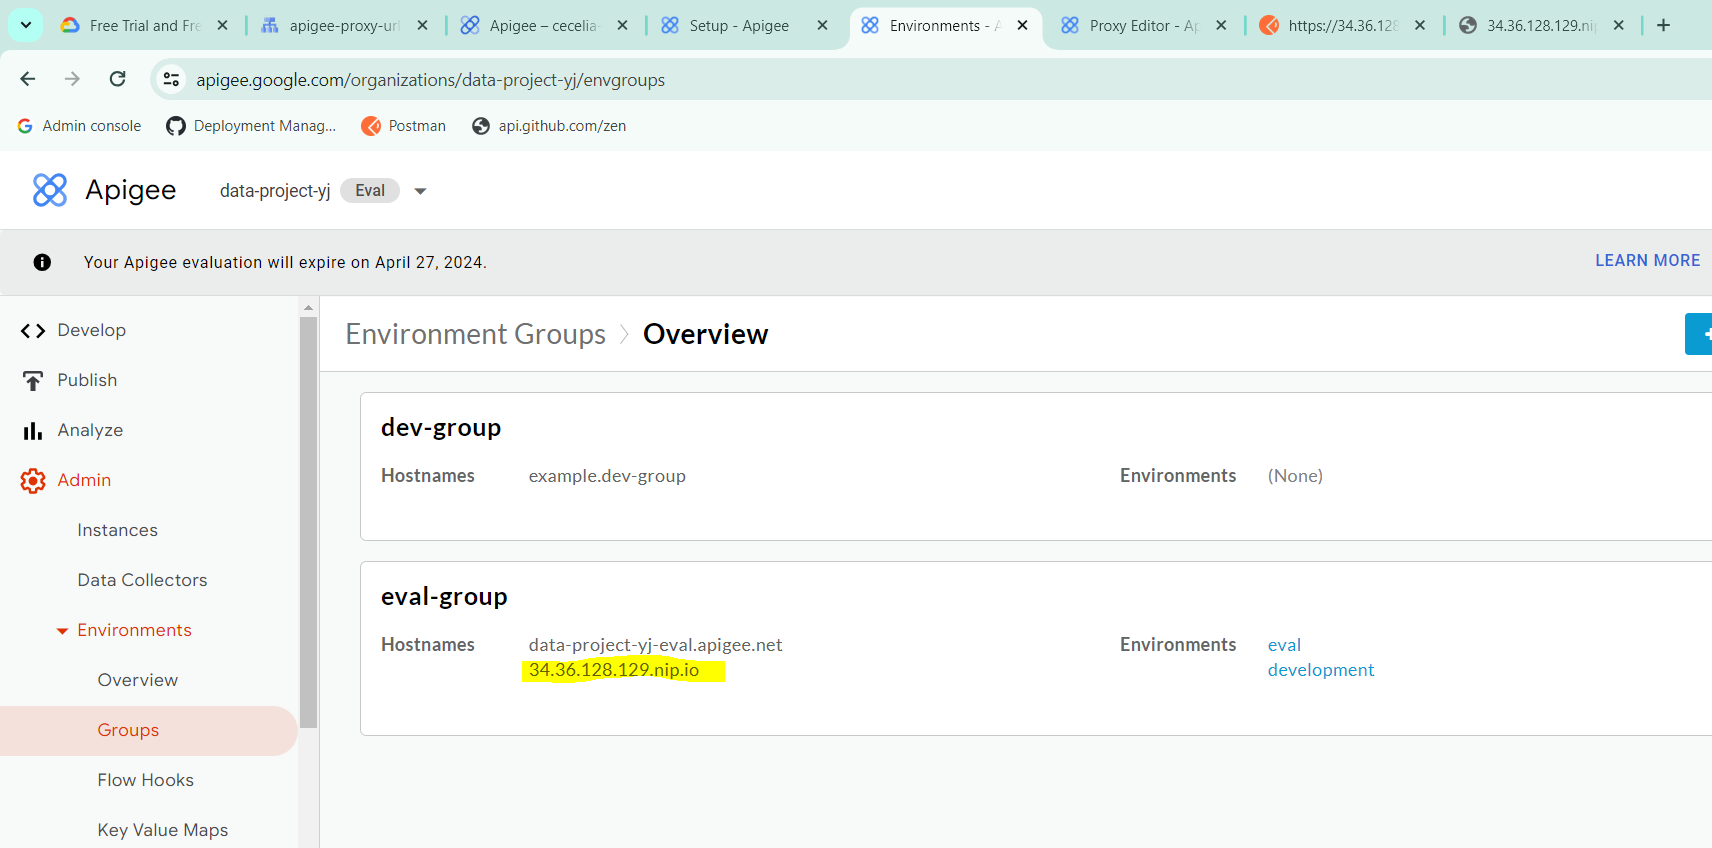 Free Trial and Fre
apigee-proxy-url
Apigee – cecelia-
Setup - Apigee
Environments - A
Proxy Editor - Ap
https://34.36.128
34.36.128.129.nip
apigee.google.com/organizations/data-project-yj/envgroups
Admin console
Deployment Manag...
Postman
api.github.com/zen
Apigee
data-project-yj
Eval
Your Apigee evaluation will expire on April 27, 2024.
LEARN MORE
Develop
Publish
Analyze
Admin
Instances
Data Collectors
Environments
Overview
Groups
Flow Hooks
Key Value Maps
Environment Groups
Overview
dev-group
Hostnames
example.dev-group
Environments
(None)
eval-group
Hostnames
data-project-yj-eval.apigee.net
34.36.128.129.nip.io
Environments
eval
development